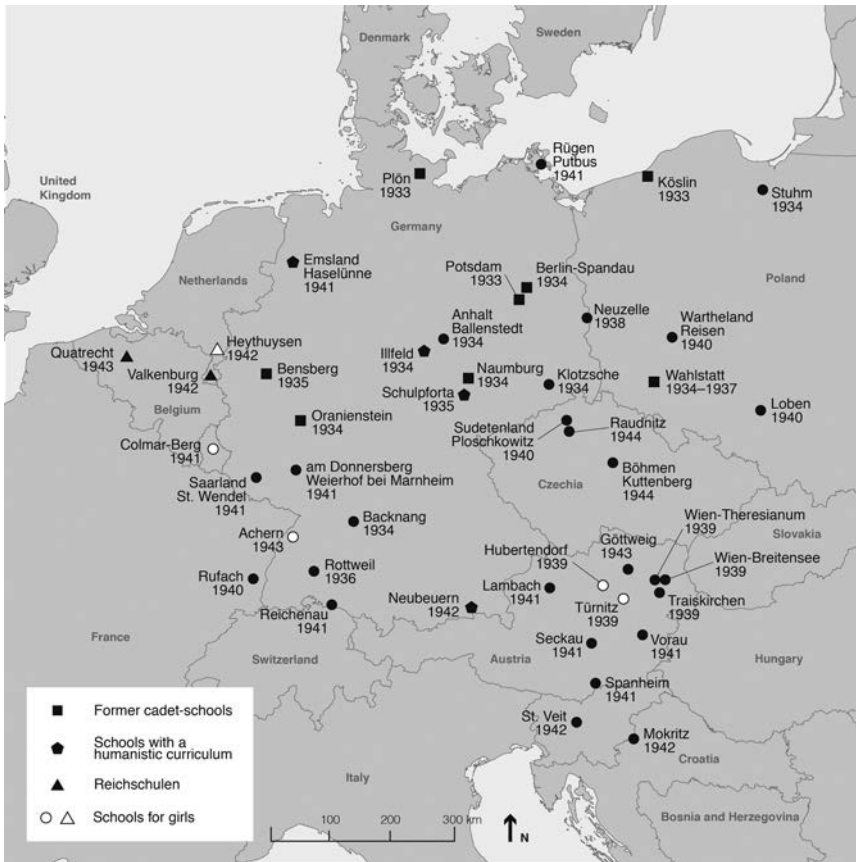 Denmark
Sweden
United
Kingdom
Rügen
Putbus
1941
Plön
1933
Köslin
1933
Stuhm
1934
Germany
Emsland
Haselünne
1941
Netherlands
Potsdam
1933
Berlin-Spandau
1934
Poland
Neuzelle
1938
Wartheland
Reisen
1940
Anhalt
Ballenstedt
1934
Heythuysen
1942
Quatrecht
1943
Valkenburg
1942
Illfeld
1934
Bensberg
1935
Naumburg
1934
Klotzsche
1934
Wahlstatt
1934–1937
Schulpforta
1935
Belgium
Oranienstein
1934
Loben
1940
Sudetenland
Ploschkowitz
1940
Raudnitz
1944
Colmar-Berg
1941
am Donnersberg
Weierhof bei Marnheim
1941
Böhmen
Kuttenberg
1944
Czechia
Saarland
St. Wendel
1941
Wien-Theresianum
1939
Backnang
1934
Achern
1943
Slovakia
Göttweig
1943
Hubertendorf
1939
Wien-Breitensee
1939
Rottweil
1936
Rufach
1940
Lambach
1941
Neubeuern
1942
Türnitz
1939
Traiskirchen
1939
Reichenau
1941
France
Switzerland
Seckau
1941
Vorau
1941
Austria
Hungary
Spanheim
1941
St. Veit
1942
Mokritz
1942
Croatia
Italy
Bosnia and Herzegovina
Former cadet-schools
Schools with a
humanistic curriculum
Reichschulen
Schools for girls
0 100 200 300 km
N